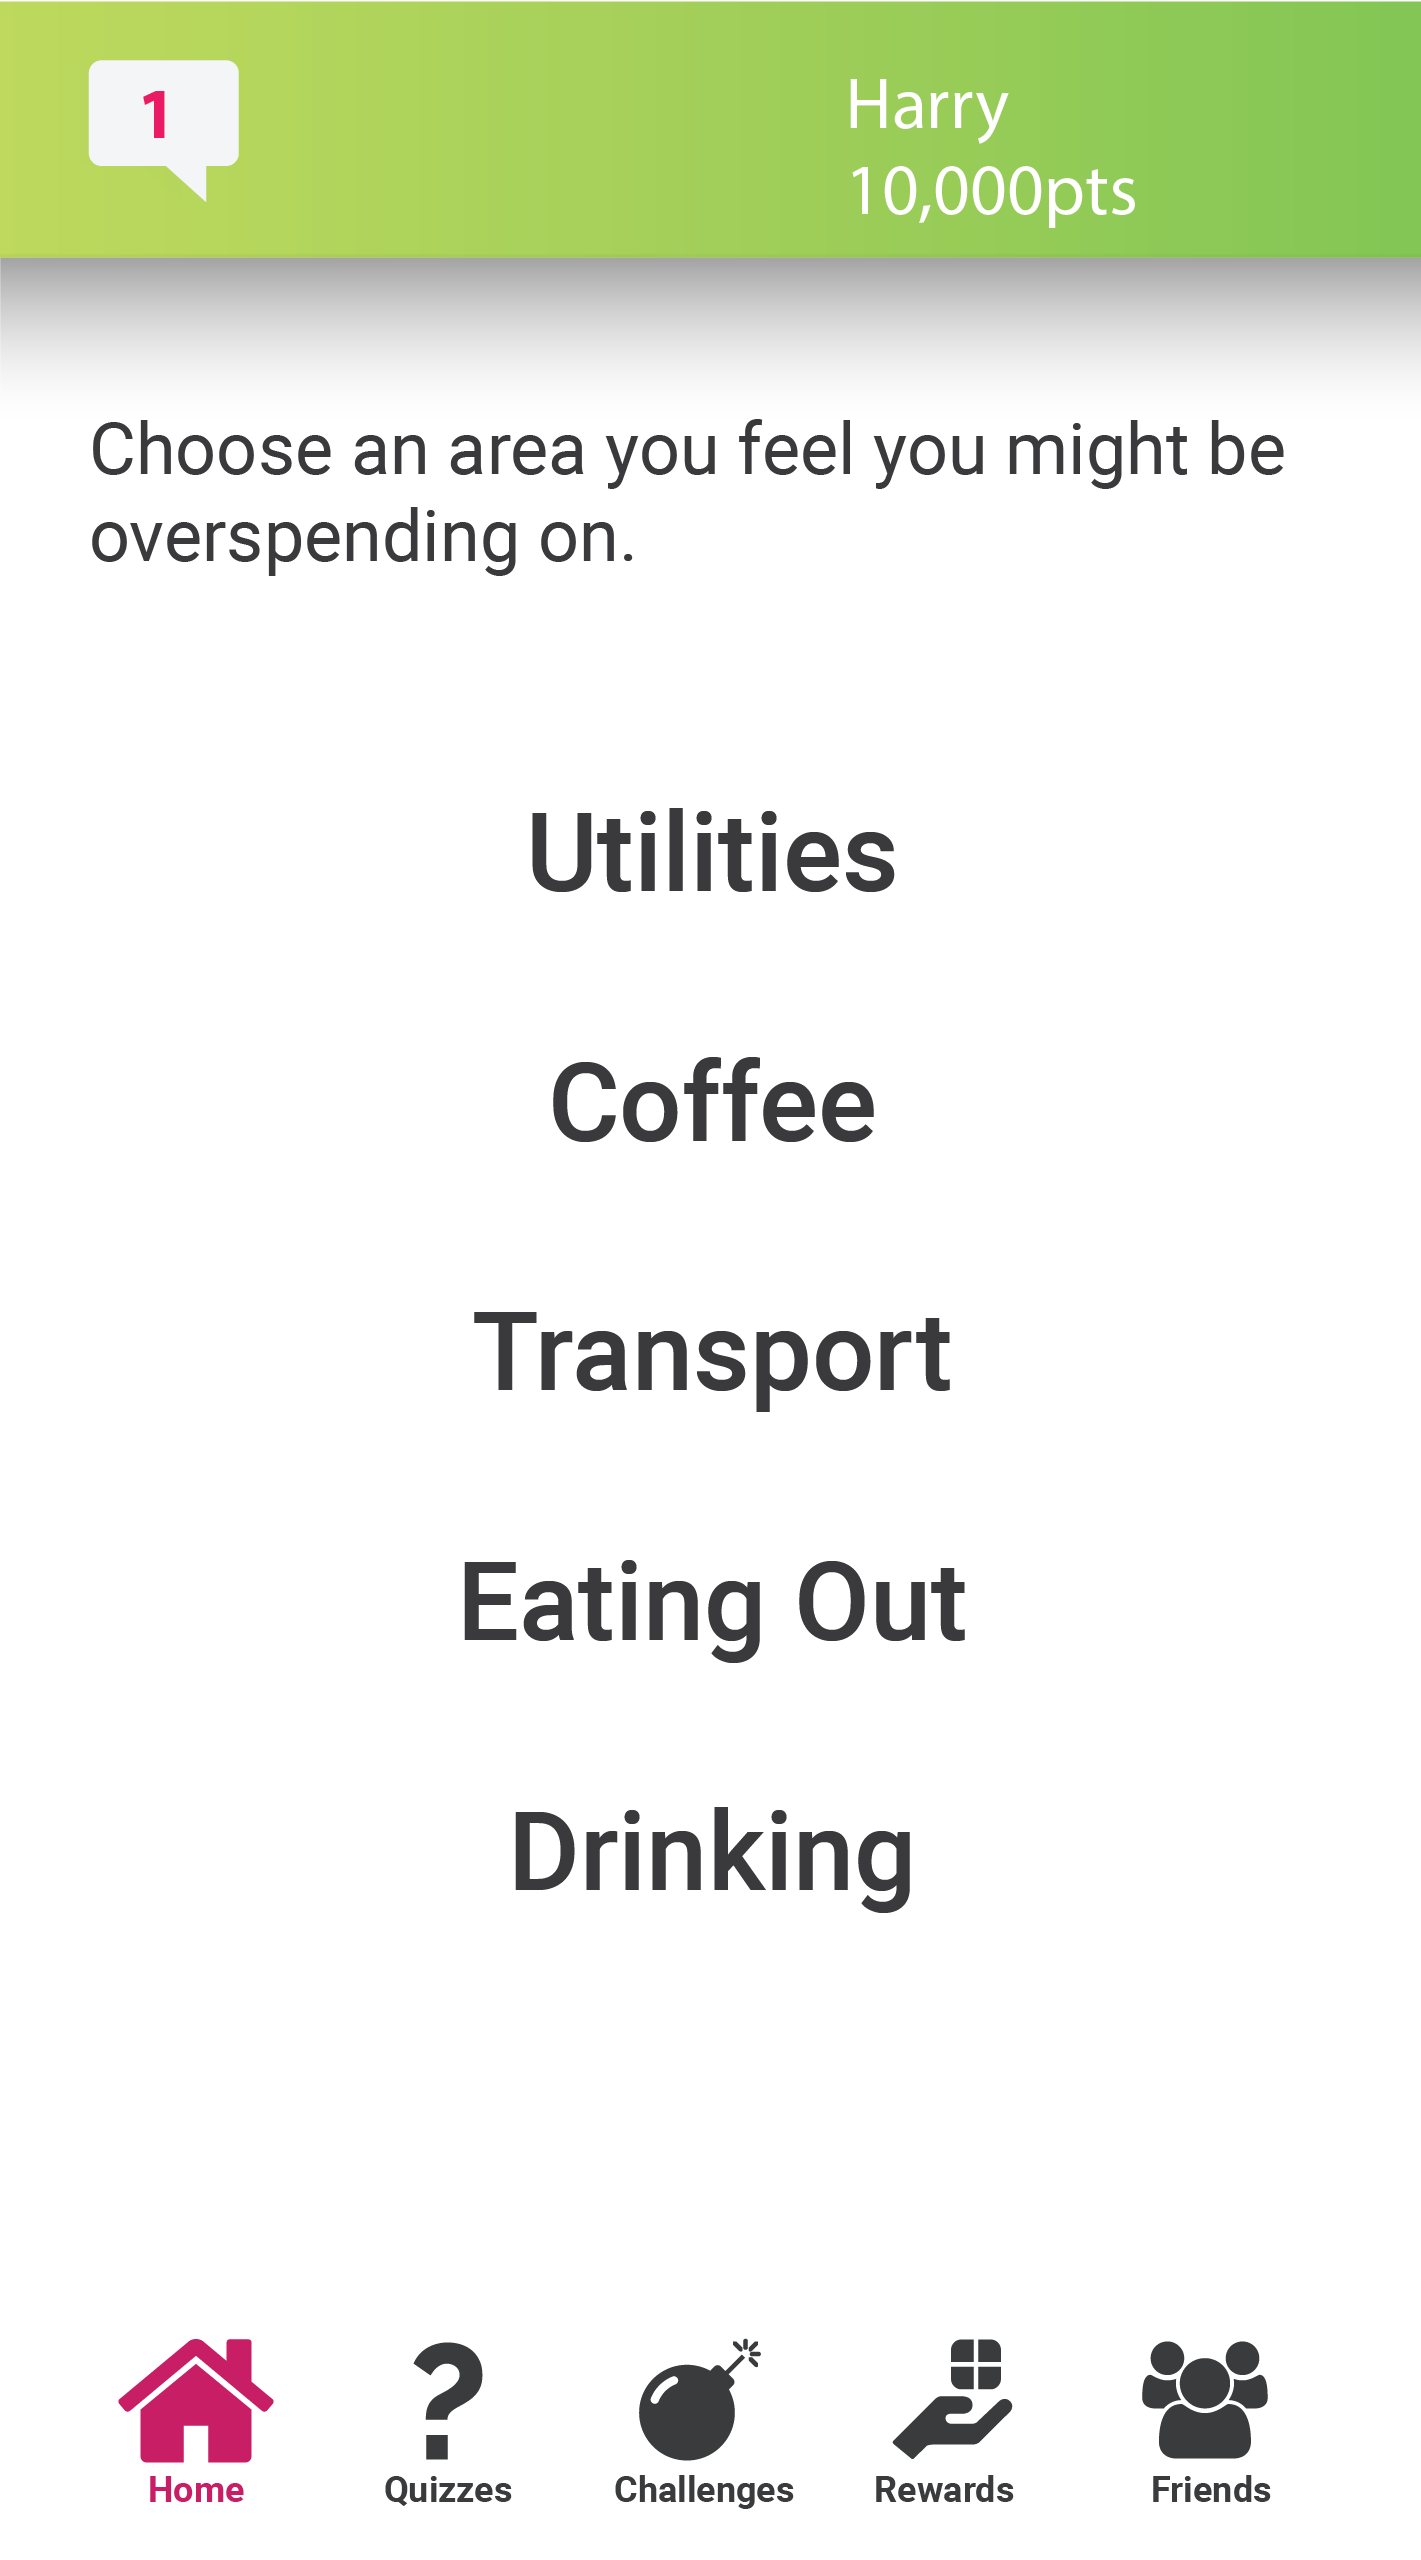 1
Harry
10,000pts
Choose an area you feel you might be
overspending on.
Utilities
Coffee
Transport
Eating Out
Drinking
Home
Quizzes
Challenges
Rewards
Friends